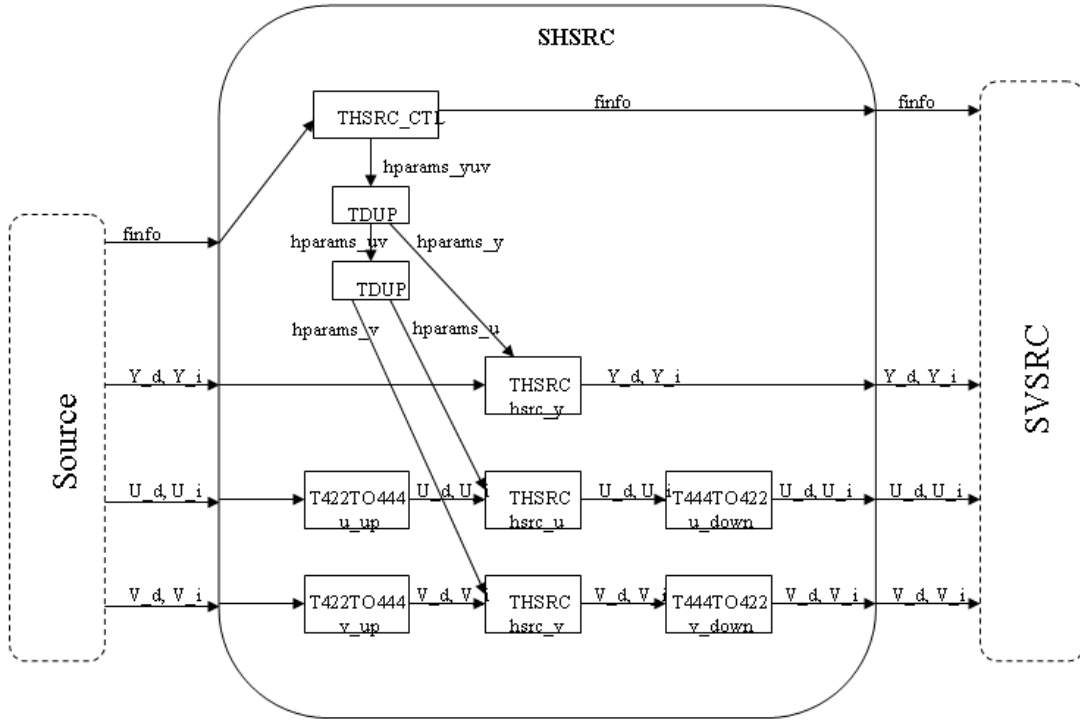 SHSRC
finfo
finfo
THSRC_CTL
hparams_yuv
TDUP
finfo
hparams_uv
hparams_y
TDUP
hparams_v
hparams_u
Y_d, Y_i
THSRC
hsrc_y
Y_d, Y_i
Y_d, Y_i
Source
SVSRC
U_d, U_i
T422TO444
u_up
U_d, U_i
THSRC
hsrc_u
U_d, U_i
T444TO422
u_down
U_d, U_i
U_d, U_i
V_d, V_i
T422TO444
v_up
V_d, V_i
THSRC
hsrc_v
V_d, V_i
T444TO422
v_down
V_d, V_i
V_d, V_i